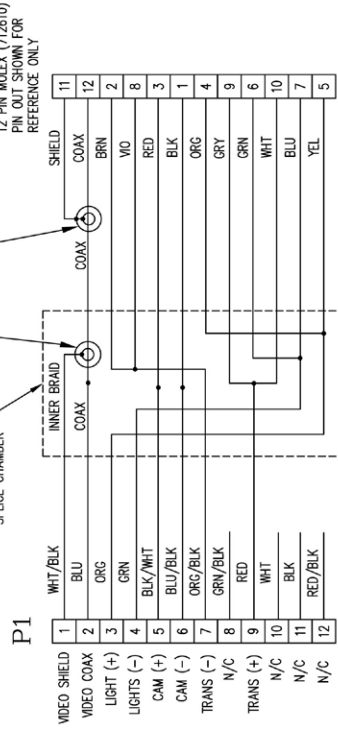 12 PIN MOLEX (712610)
PIN OUT SHOWN FOR
REFERENCE ONLY
11 12 2 8 3 1 4 9 6 10 7 5
SHIELD COAX BRN VIO RED BLK ORG GRY GRN WHT BLU YEL
COAX
INNER BRAID
COAX
SPLICE CHAMBER
WHT/BLK BLU ORG GRN BLK/WHT BLU/BLK ORG/BLK GRN/BLK RED WHT BLK RED/BLK
P1
1 2 3 4 5 6 7 8 9 10 11 12
VIDEO SHIELD
VIDEO COAX
LIGHT (+)
LIGHTS (-)
CAM (+)
CAM (-)
TRANS (-)
N/C
TRANS (+)
N/C
N/C
N/C